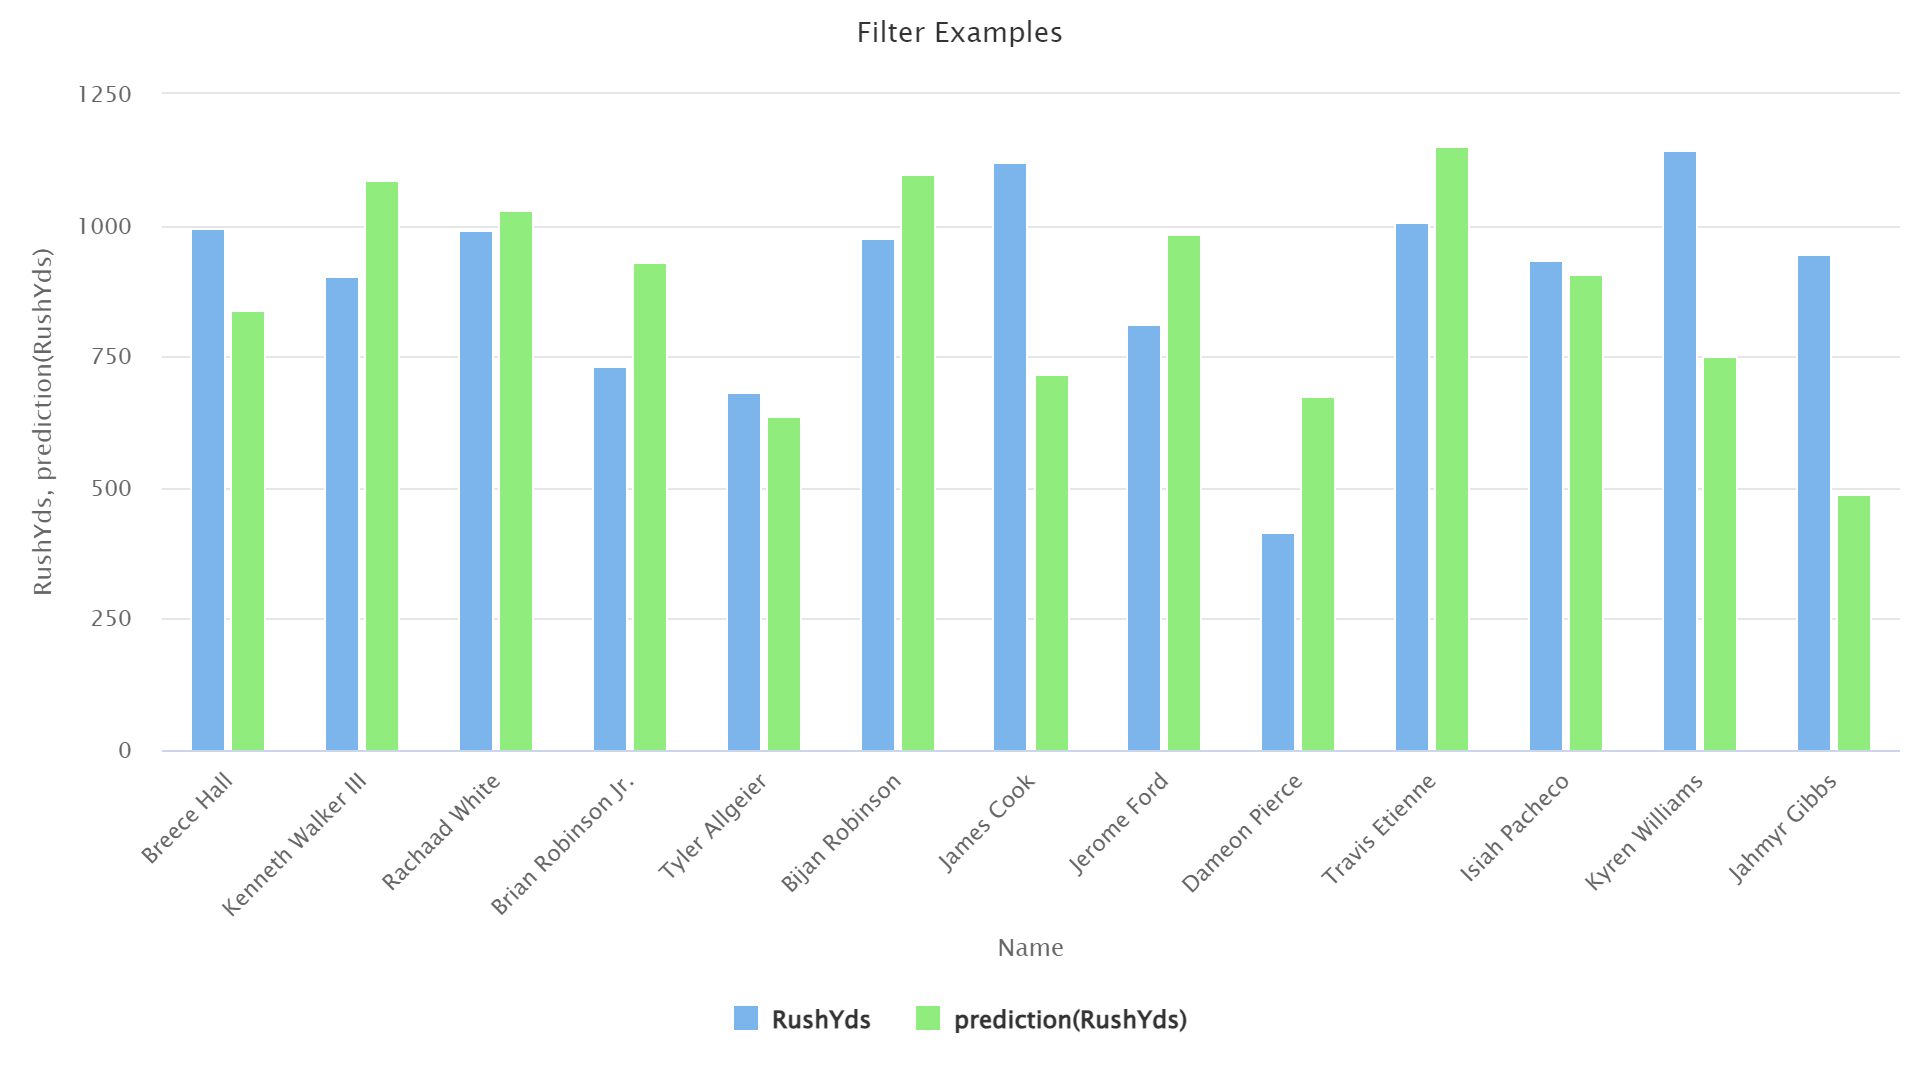 Filter Examples
1250
1000
750
500
250
0
RushYds, prediction(RushYds)
Breece Hall
Kenneth Walker III
Rachaad White
Brian Robinson Jr.
Tyler Allgeier
Bijan Robinson
James Cook
Jerome Ford
Dameon Pierce
Travis Etienne
Isiah Pacheco
Kyren Williams
Jahmyr Gibbs
Name
RushYds
prediction(RushYds)